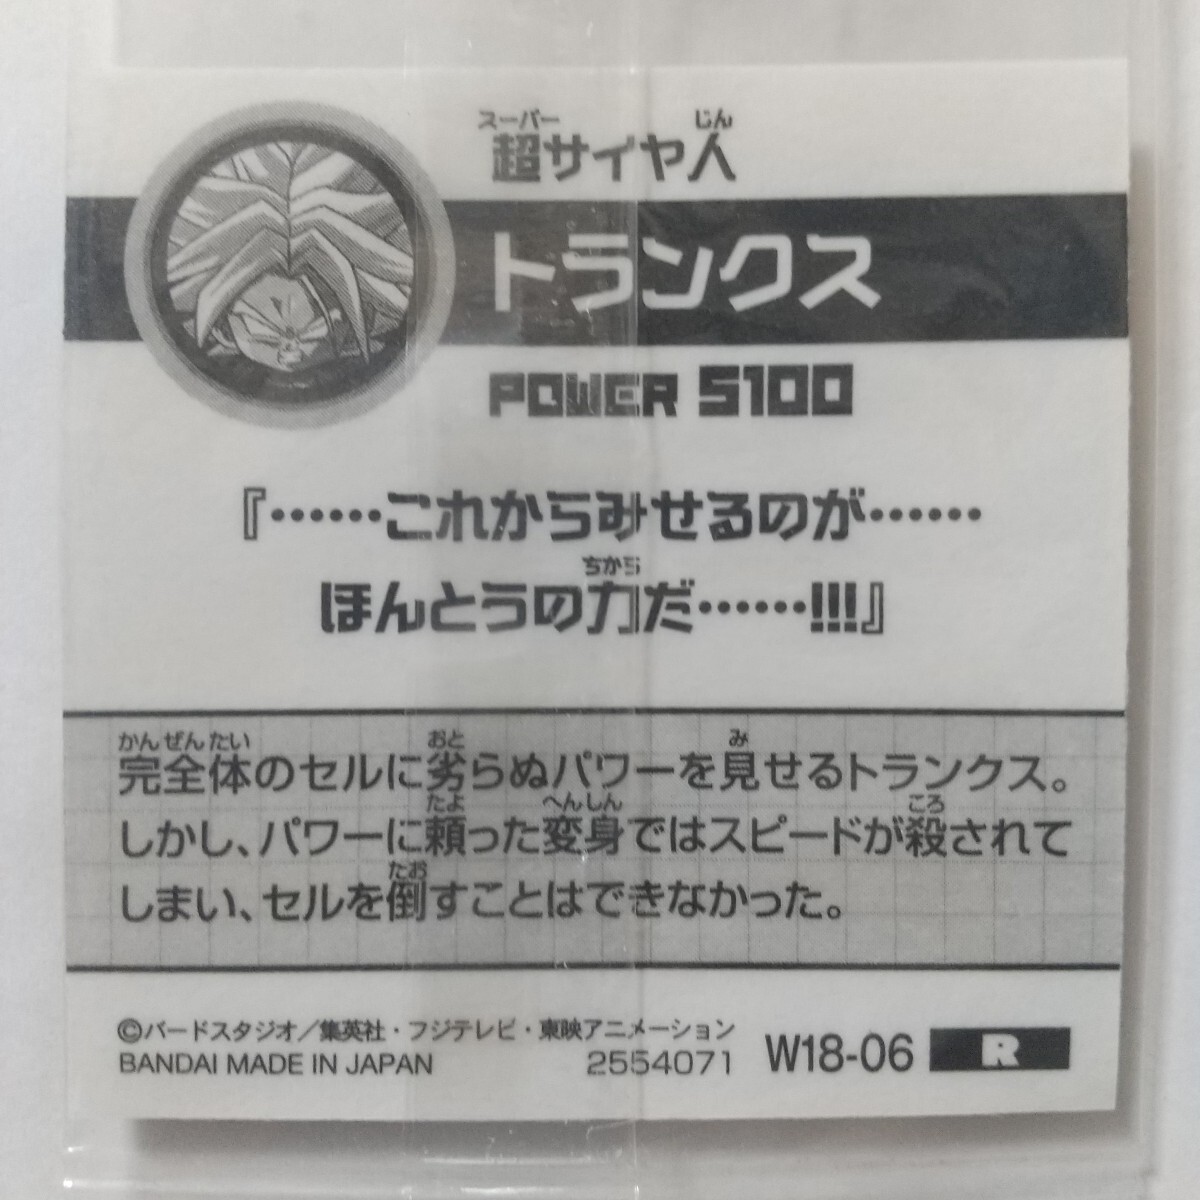 スーパー じん
超サイヤ人
トランクス
POWER 5100
『……これからみせるのが……
ちから
ほんとうの力だ……!!!』
かんぜんたい おと み
完全体のセルに劣らぬパワーを見せるトランクス。
たよ へんしん ころ
しかし、パワーに頼った変身ではスピードが殺されて
たお
しまい、セルを倒すことはできなかった。
©バードスタジオ／集英社・フジテレビ・東映アニメーション
BANDAI MADE IN JAPAN 2554071 W18-06 R